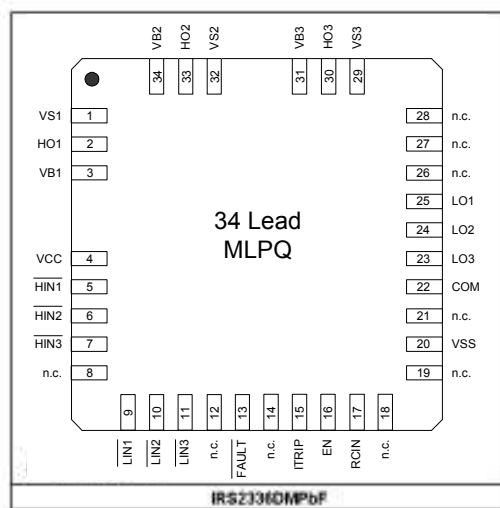 VB2 HO2 VS2 VB3 HO3 VS3
34 33 32 31 30 29
VS1 1 28 n.c.
HO1 2 27 n.c.
VB1 3 26 n.c.
25 LO1
34 Lead
MLPQ
24 LO2
VCC 4 23 LO3
HIN1 5 22 COM
HIN2 6 21 n.c.
HIN3 7 20 VSS
n.c. 8 19 n.c.
9 10 11 12 13 14 15 16 17 18
LIN1 LIN2 LIN3 n.c. FAULT n.c. ITRIP EN RCIN n.c.
IRS2336DMPbF